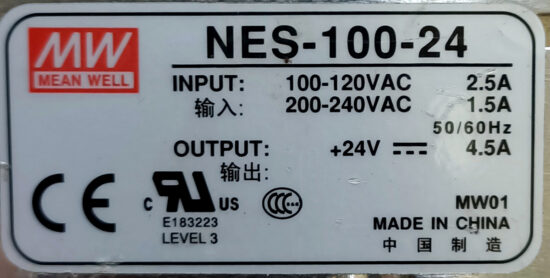 MW
MEAN WELL
NES-100-24
INPUT: 100-120VAC 2.5A
输入: 200-240VAC 1.5A
50/60Hz
OUTPUT: +24V 4.5A
输出:
CE
c RU US
E183223
LEVEL 3
CCC
MW01
MADE IN CHINA
中国制造